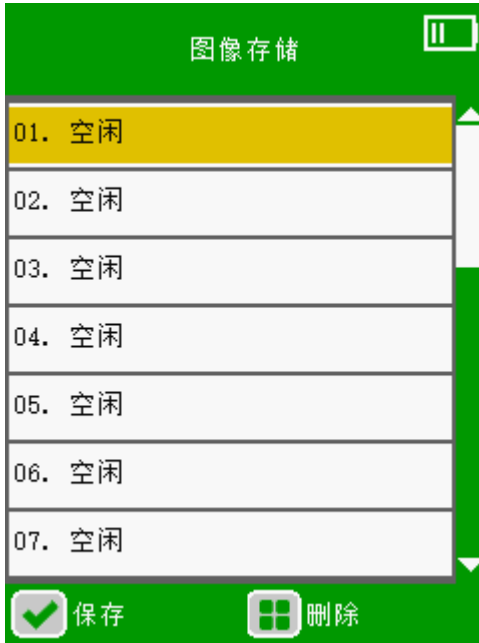 图像存储
01. 空闲
02. 空闲
03. 空闲
04. 空闲
05. 空闲
06. 空闲
07. 空闲
保存 删除